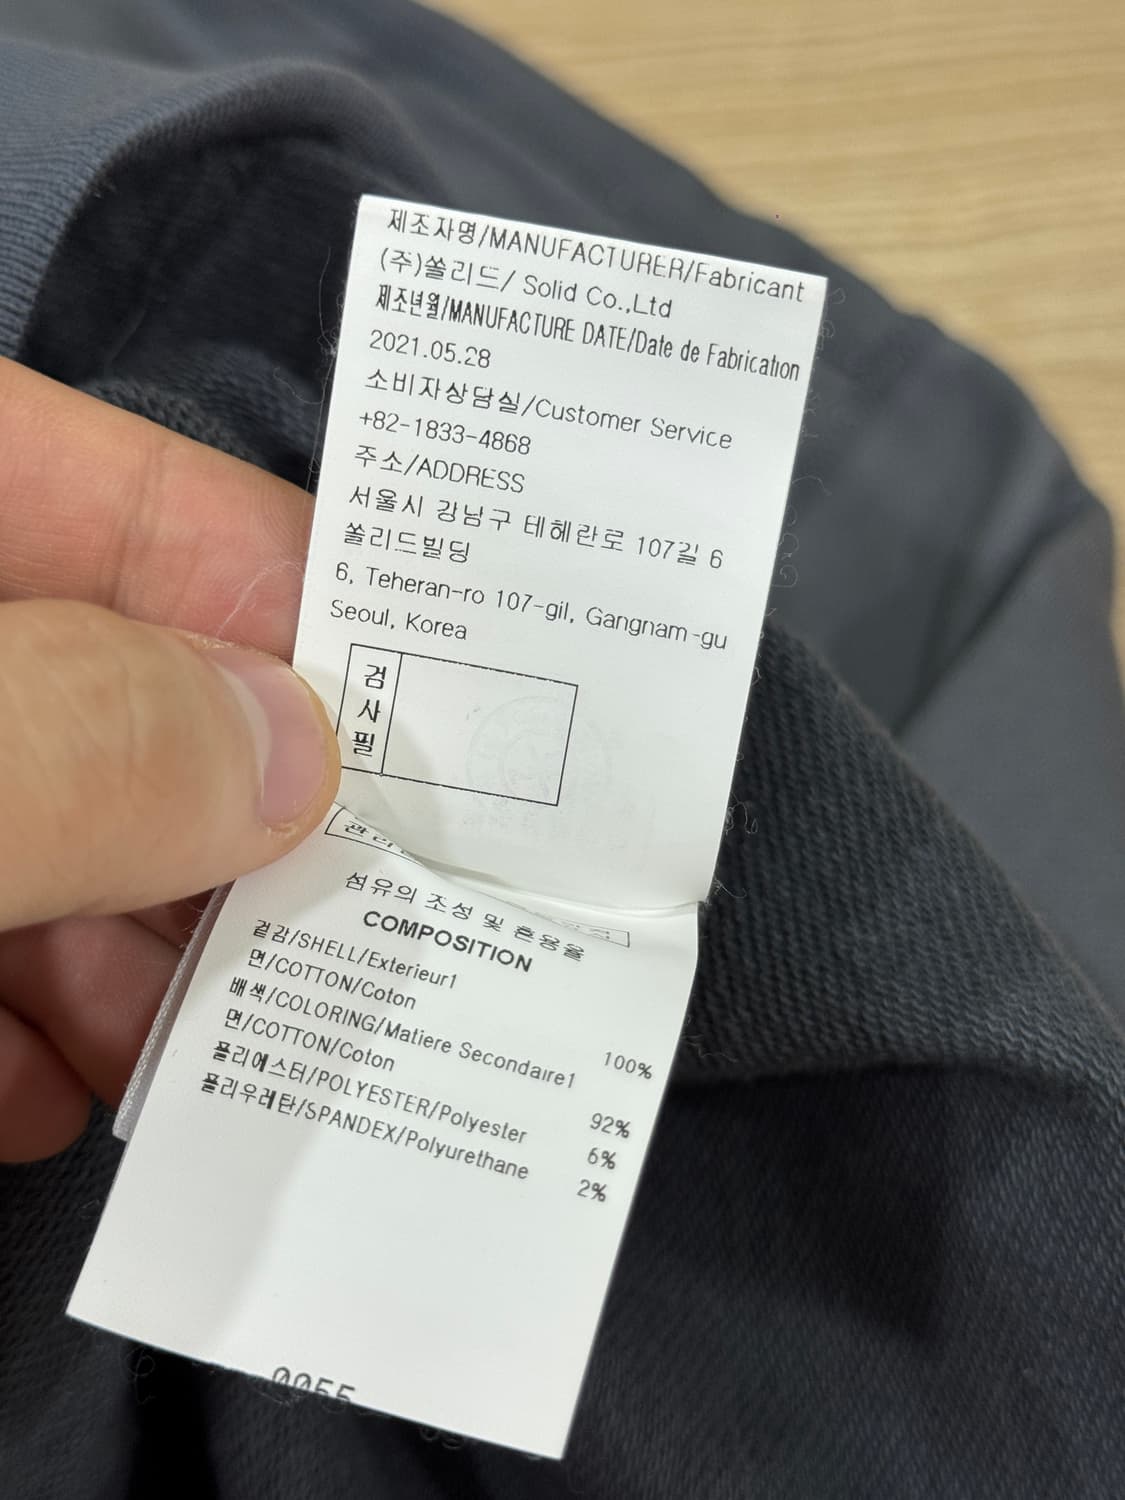 제조자명/MANUFACTURER/Fabricant
(주)쏠리드/ Solid Co.,Ltd
제조년월/MANUFACTURE DATE/Date de Fabrication
2021.05.28
소비자상담실/Customer Service
+82-1833-4868
주소/ADDRESS
서울시 강남구 테헤란로 107길 6
쏠리드빌딩
6, Teheran-ro 107-gil, Gangnam-gu
Seoul, Korea
검사필
섬유의 조성 및 혼용율
COMPOSITION
겉감/SHELL/Exterieur1
면/COTTON/Coton 100%
배색/COLORING/Matiere Secondaire1
면/COTTON/Coton 92%
폴리에스터/POLYESTER/Polyester 6%
폴리우레탄/SPANDEX/Polyurethane 2%